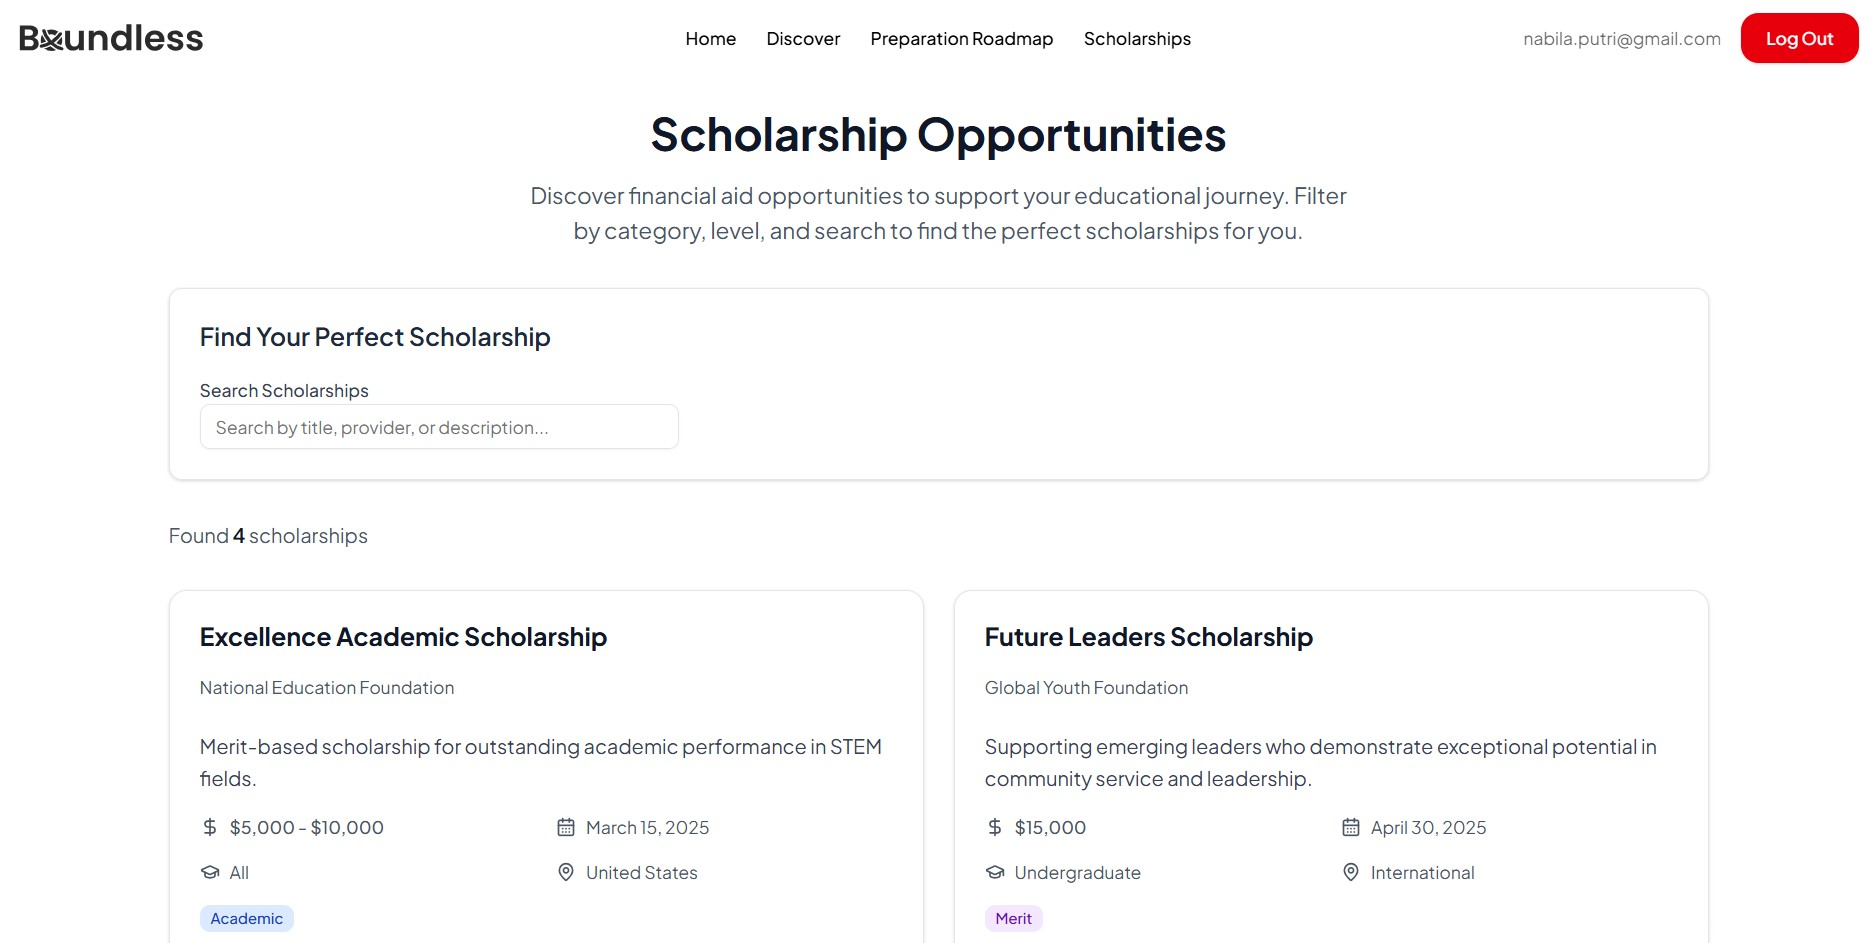 Boundless
Home Discover Preparation Roadmap Scholarships
nabila.putri@gmail.com Log Out
Scholarship Opportunities
Discover financial aid opportunities to support your educational journey. Filter
by category, level, and search to find the perfect scholarships for you.
Find Your Perfect Scholarship
Search Scholarships
Search by title, provider, or description...
Found 4 scholarships
Excellence Academic Scholarship
National Education Foundation
Merit-based scholarship for outstanding academic performance in STEM
fields.
$5,000 - $10,000 March 15, 2025
All United States
Academic
Future Leaders Scholarship
Global Youth Foundation
Supporting emerging leaders who demonstrate exceptional potential in
community service and leadership.
$15,000 April 30, 2025
Undergraduate International
Merit